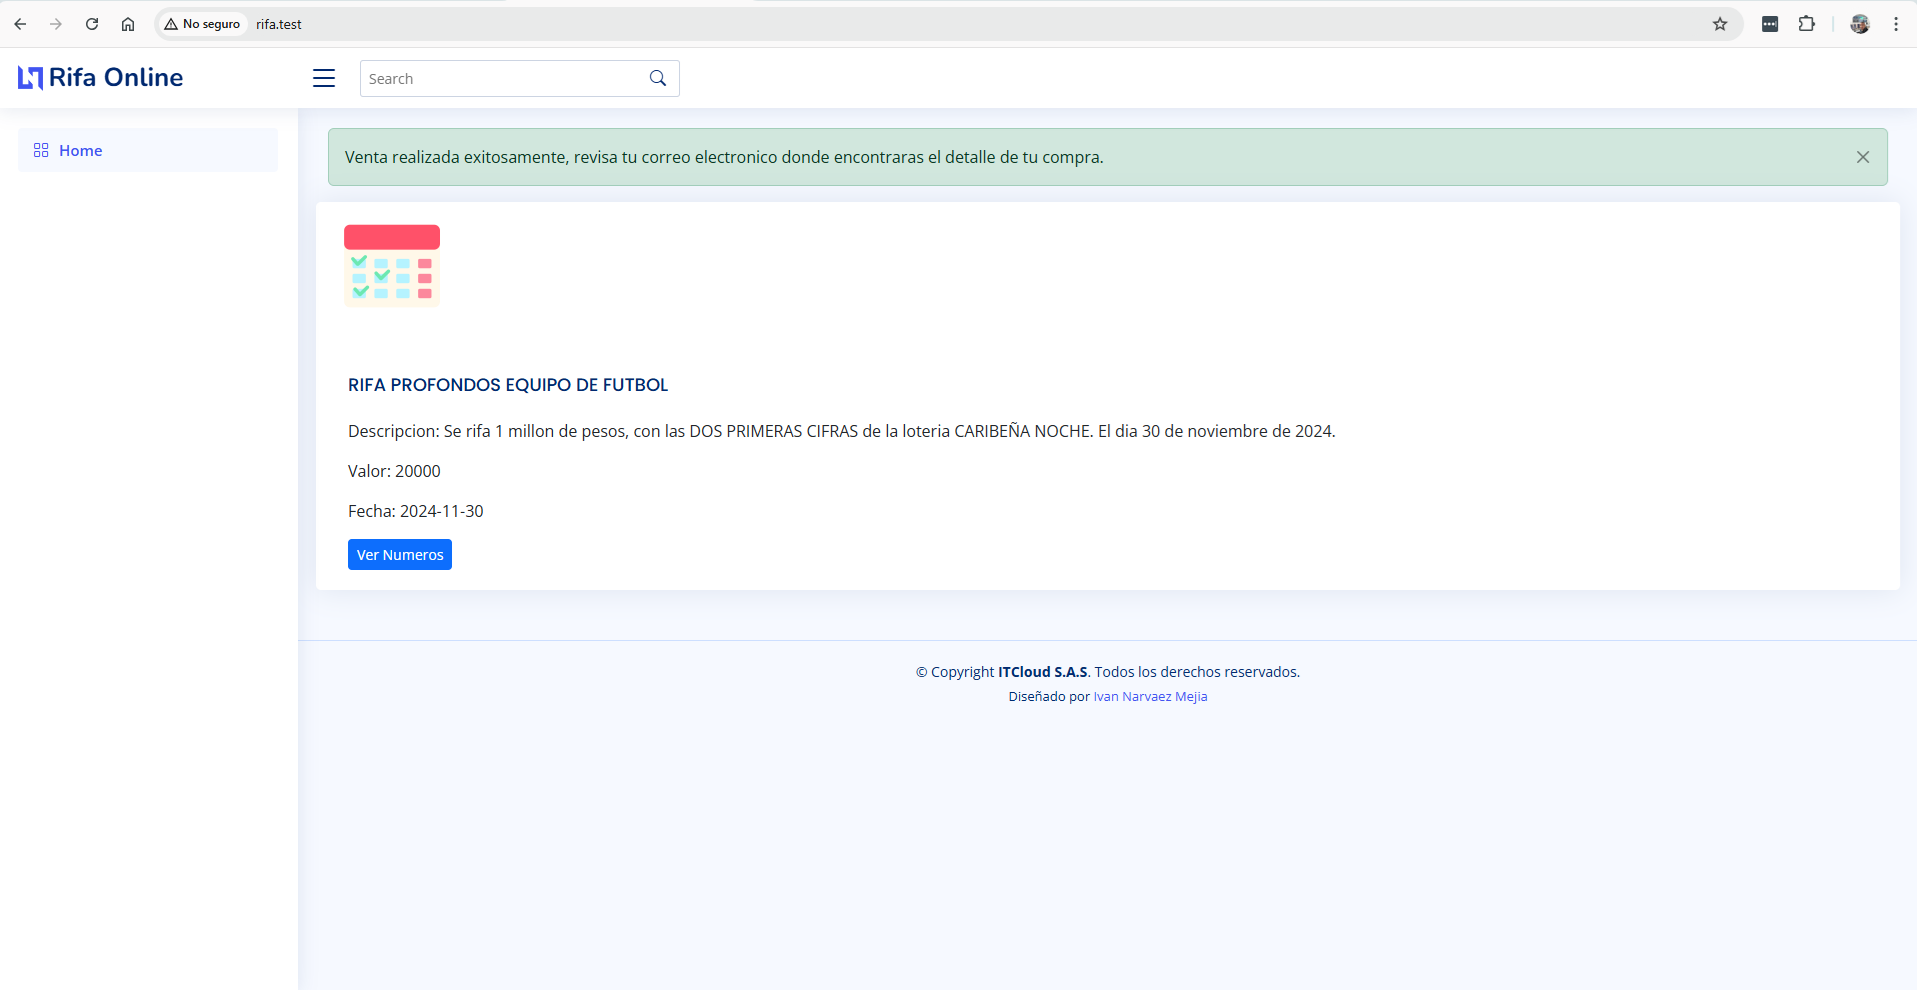 No seguro
rifa.test
Rifa Online
Search
Home
Venta realizada exitosamente, revisa tu correo electronico donde encontraras el detalle de tu compra.
RIFA PROFONDOS EQUIPO DE FUTBOL
Descripcion: Se rifa 1 millon de pesos, con las DOS PRIMERAS CIFRAS de la loteria CARIBEÑA NOCHE. El dia 30 de noviembre de 2024.
Valor: 20000
Fecha: 2024-11-30
Ver Numeros
© Copyright ITCloud S.A.S. Todos los derechos reservados.
Diseñado por Ivan Narvaez Mejia